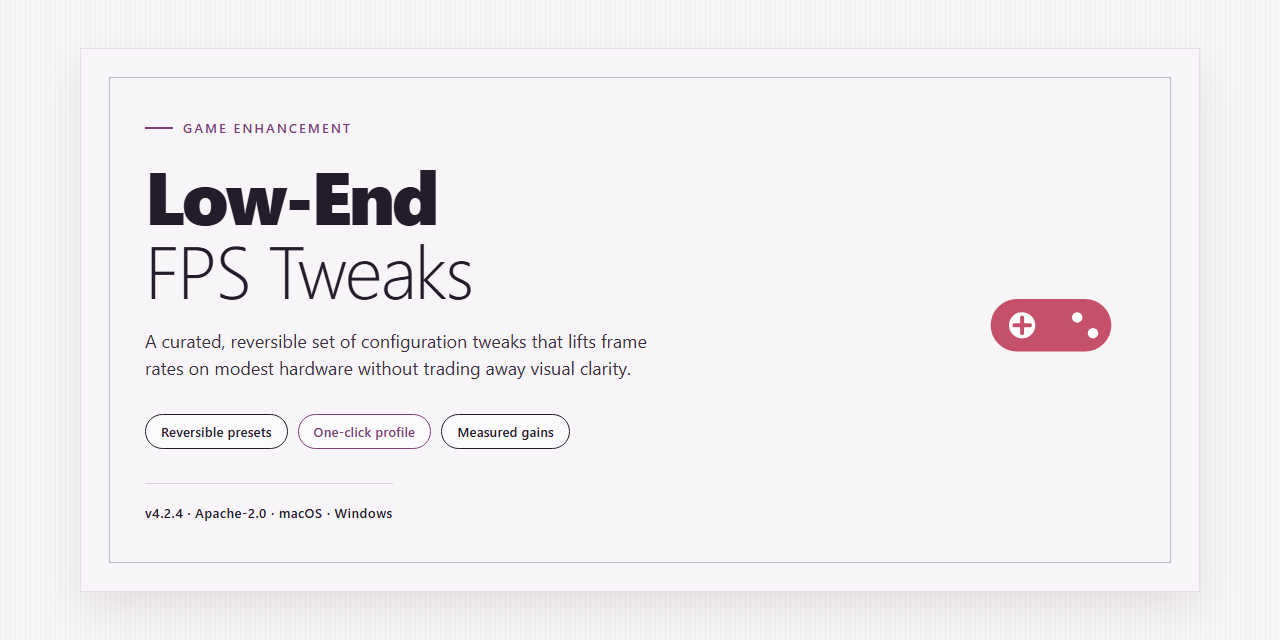 GAME ENHANCEMENT
Low-End
FPS Tweaks
A curated, reversible set of configuration tweaks that lifts frame
rates on modest hardware without trading away visual clarity.
Reversible presets
One-click profile
Measured gains
v4.2.4 · Apache-2.0 · macOS · Windows